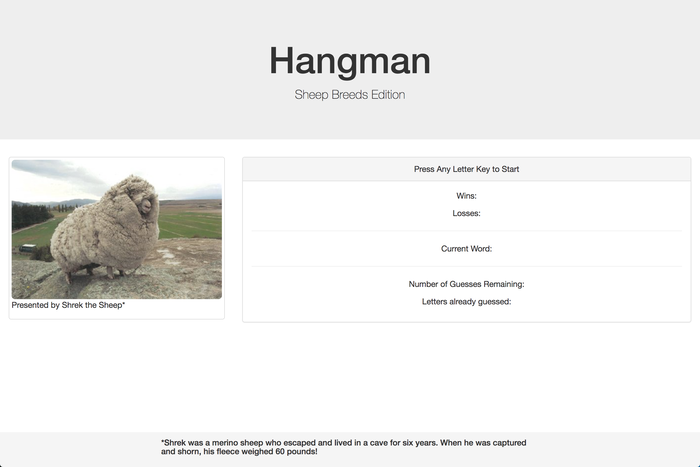 Hangman
Sheep Breeds Edition
Press Any Letter Key to Start
Wins:
Losses:
Current Word:
Number of Guesses Remaining:
Letters already guessed:
Presented by Shrek the Sheep*
*Shrek was a merino sheep who escaped and lived in a cave for six years. When he was captured
and shorn, his fleece weighed 60 pounds!